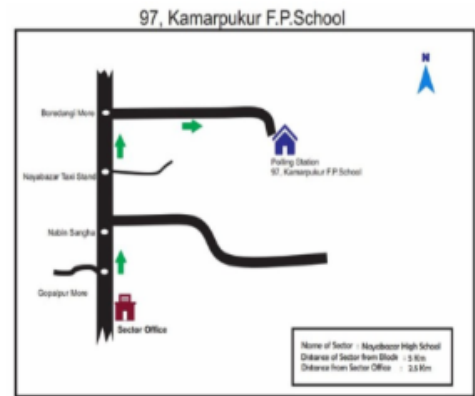 97, Kamarpukur F.P.School
N
Boredangi More
Polling Station
97, Kamarpukur F.P.School
Nayabazar Taxi Stand
Nabin Sangha
Gopalpur More
Sector Office
Name of Sector : Nayabazar High School
Distance of Sector from Block : 5 Km
Distance from Sector Office : 2.5 Km